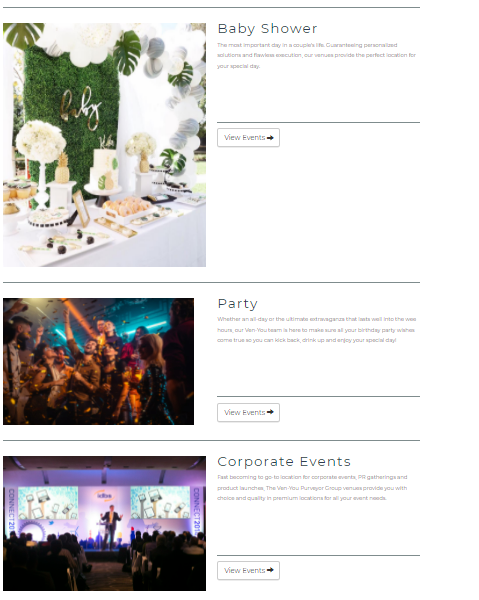 Baby Shower
The most important day in a couple's life. Guaranteeing personalized
solutions and flawless execution, our venues provide the perfect location for
your special day.
baby
View Events
Party
Whether an all-day or the ultimate extravaganza that lasts well into the wee
hours, our Ven-You team is here to make sure all your birthday party wishes
come true so you can kick back, drink up and enjoy your special day!
View Events
Corporate Events
Fast becoming to go-to location for corporate events, PR gatherings and
product launches, The Ven-You Purveyor Group venues provide you with
choice and quality in premium locations for all your event needs.
CONNECT
View Events